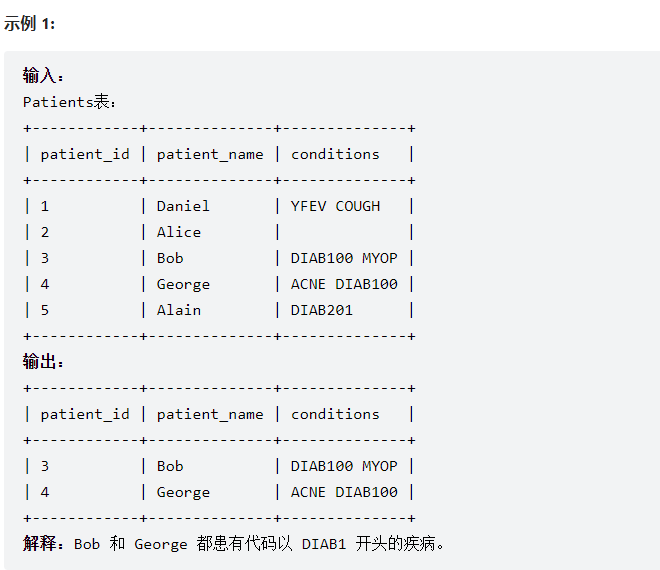 示例 1:
输入：
Patients表：
+------------+--------------+--------------+
| patient_id | patient_name | conditions   |
+------------+--------------+--------------+
| 1          | Daniel       | YFEV COUGH   |
| 2          | Alice        |              |
| 3          | Bob          | DIAB100 MYOP |
| 4          | George       | ACNE DIAB100 |
| 5          | Alain        | DIAB201      |
+------------+--------------+--------------+
输出：
+------------+--------------+--------------+
| patient_id | patient_name | conditions   |
+------------+--------------+--------------+
| 3          | Bob          | DIAB100 MYOP |
| 4          | George       | ACNE DIAB100 |
+------------+--------------+--------------+
解释：Bob 和 George 都患有代码以 DIAB1 开头的疾病。